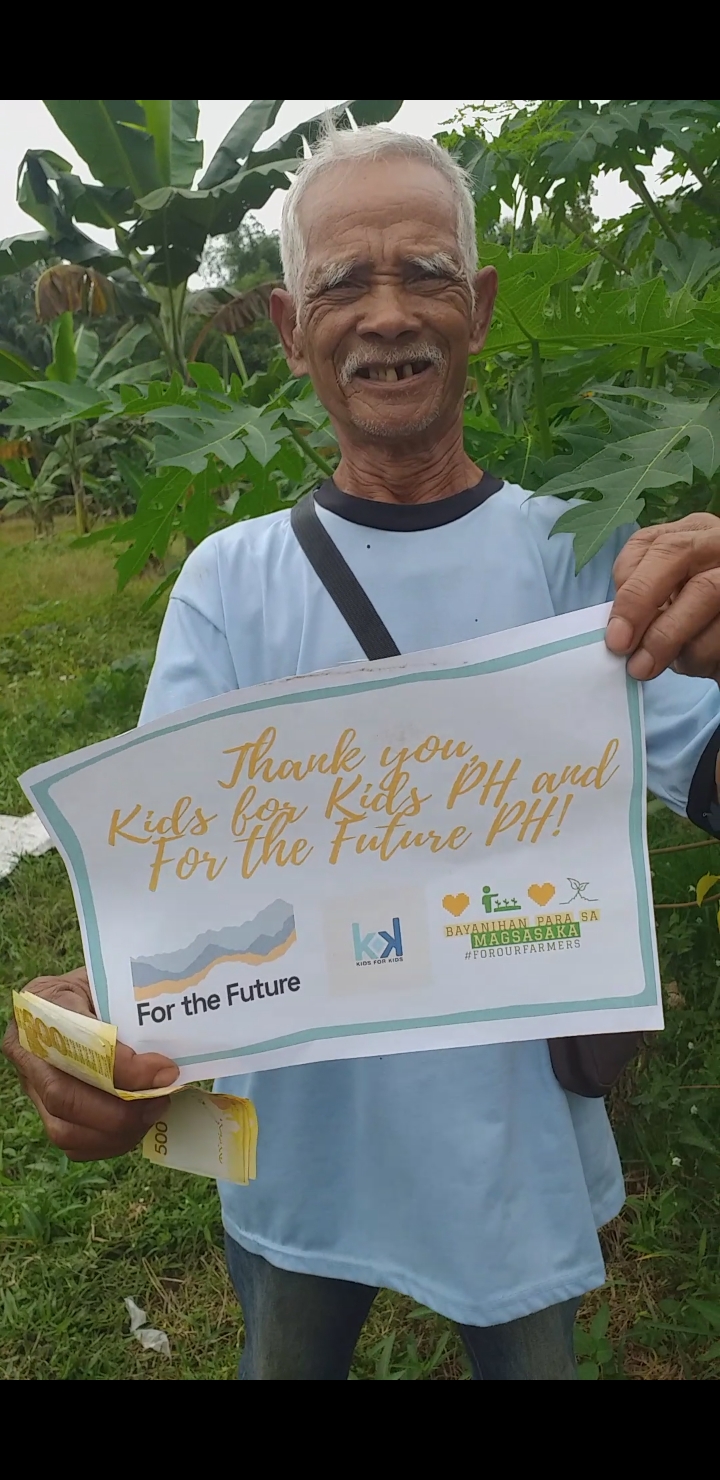 Thank you,
Kids for Kids PH and
For the Future PH!
For the Future
kk
KIDS FOR KIDS
BAYANIHAN PARA SA
MAGSASAKA
#FOROURFARMERS
500